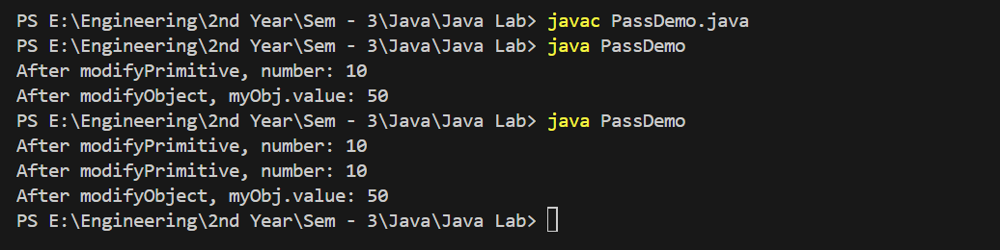 PS E:\Engineering\2nd Year\Sem - 3\Java\Java Lab> javac PassDemo.java
PS E:\Engineering\2nd Year\Sem - 3\Java\Java Lab> java PassDemo
After modifyPrimitive, number: 10
After modifyObject, myObj.value: 50
PS E:\Engineering\2nd Year\Sem - 3\Java\Java Lab> java PassDemo
After modifyPrimitive, number: 10
After modifyPrimitive, number: 10
After modifyObject, myObj.value: 50
PS E:\Engineering\2nd Year\Sem - 3\Java\Java Lab>